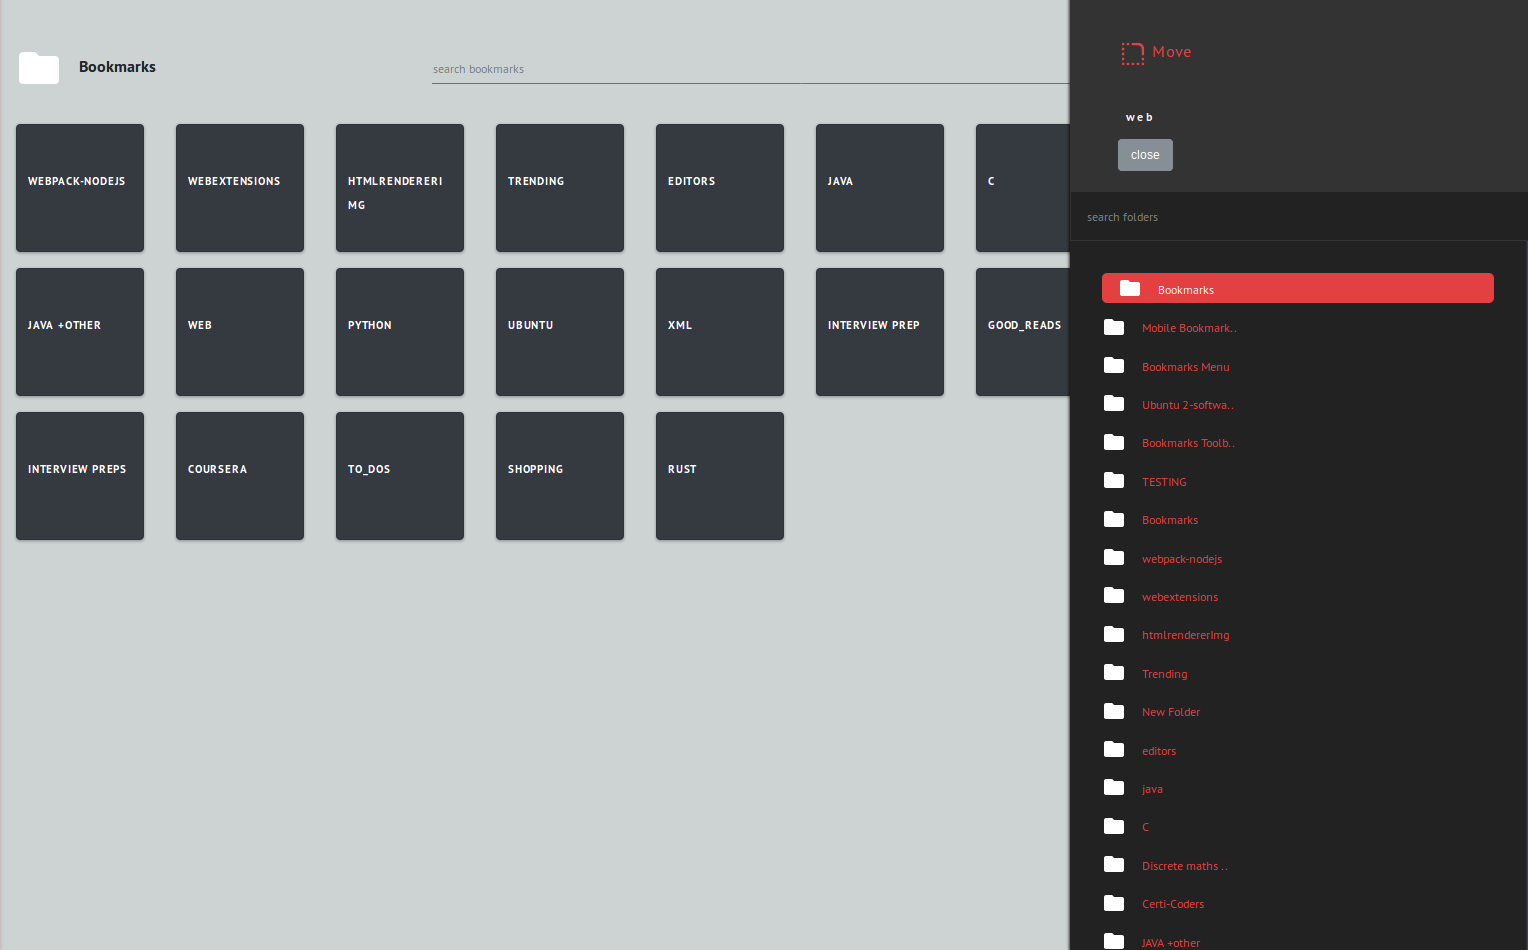 Bookmarks
search bookmarks
WEBPACK-NODEJS
WEBEXTENSIONS
HTMLRENDERERI
MG
TRENDING
EDITORS
JAVA
C
JAVA +OTHER
WEB
PYTHON
UBUNTU
XML
INTERVIEW PREP
GOOD_READS
INTERVIEW PREPS
COURSERA
TO_DOS
SHOPPING
RUST
Move
web
close
search folders
Bookmarks
Mobile Bookmark..
Bookmarks Menu
Ubuntu 2-softwa..
Bookmarks Toolb..
TESTING
Bookmarks
webpack-nodejs
webextensions
htmlrendererImg
Trending
New Folder
editors
java
C
Discrete maths ..
Certi-Coders
JAVA +other